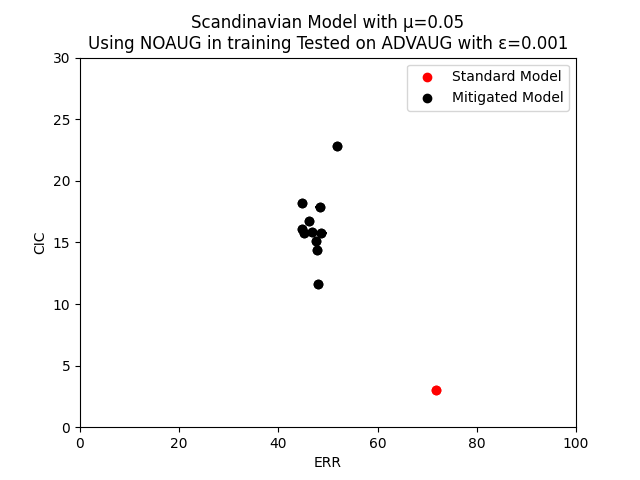 Scandinavian Model with μ=0.05
Using NOAUG in training Tested on ADVAUG with ε=0.001
Standard Model
Mitigated Model
30
25
20
15
10
5
0
CIC
0 20 40 60 80 100
ERR